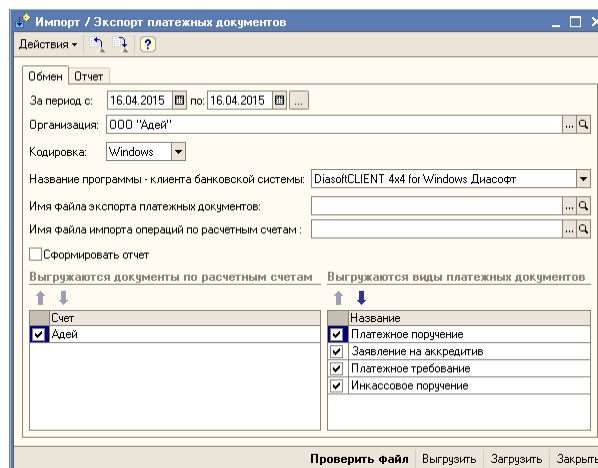 Импорт / Экспорт платежных документов
Действия
Обмен Отчет
За период с: 16.04.2015 по: 16.04.2015 ...
Организация: ООО "Адей" ...
Кодировка: Windows
Название программы - клиента банковской системы: DiasoftCLIENT 4x4 for Windows Диасофт
Имя файла экспорта платежных документов: ...
Имя файла импорта операций по расчетным счетам : ...
Сформировать отчет
Выгружаются документы по расчетным счетам Выгружаются виды платежных документов
Счет Название
Адей Платежное поручение
Заявление на аккредитив
Платежное требование
Инкассовое поручение
Проверить файл Выгрузить Загрузить Закрыть